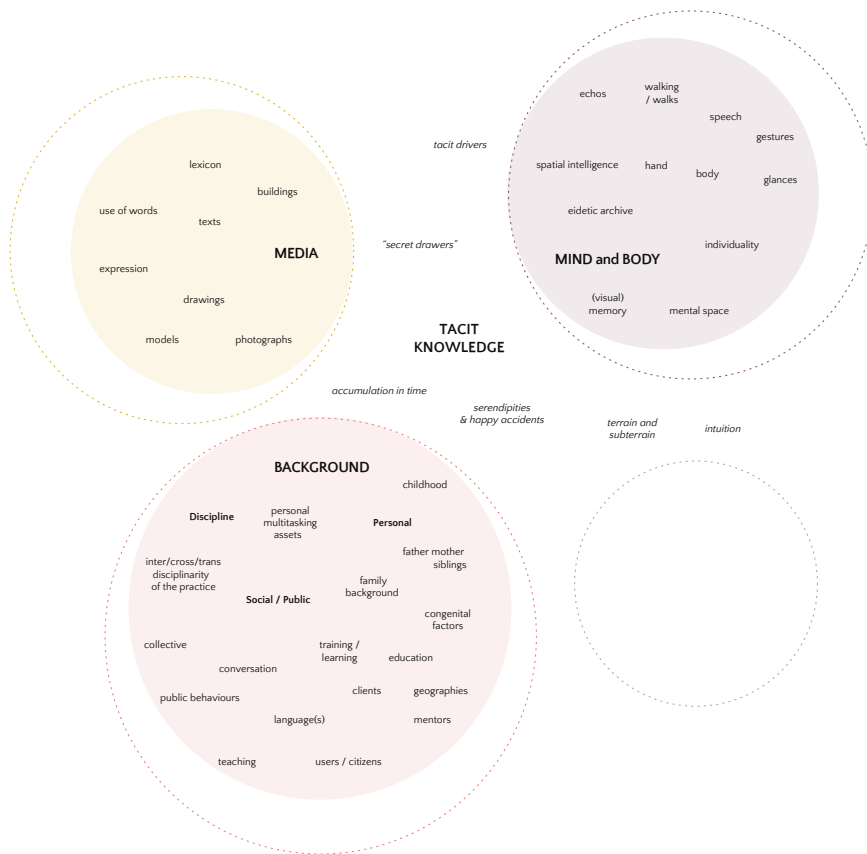 lexicon
buildings
use of words
texts
MEDIA
expression
drawings
models
photographs
tacit drivers
"secret drawers"
echos
walking
/ walks
speech
gestures
spatial intelligence
hand
body
glances
eidetic archive
individuality
MIND and BODY
(visual)
memory
mental space
TACIT
KNOWLEDGE
accumulation in time
serendipities
& happy accidents
terrain and
subterrain
intuition
BACKGROUND
childhood
Discipline
personal
multitasking
assets
Personal
father mother
siblings
inter/cross/trans
disciplinarity
of the practice
family
background
Social / Public
congenital
factors
collective
training /
learning
education
conversation
public behaviours
clients
geographies
language(s)
mentors
teaching
users / citizens